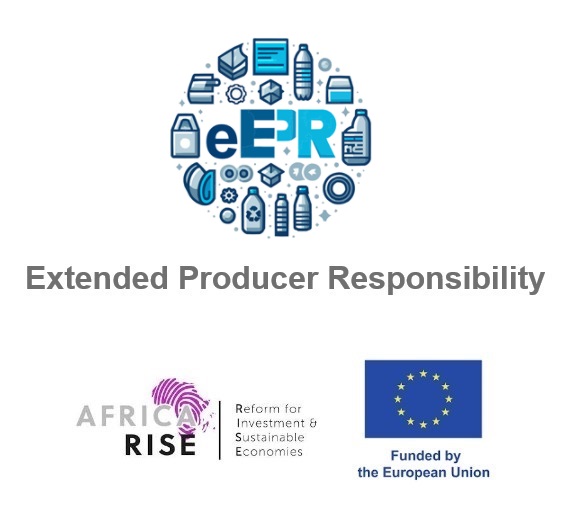 eEPR
Extended Producer Responsibility
AFRICA
RISE
Reform for
Investment &
Sustainable
Economies
Funded by
the European Union